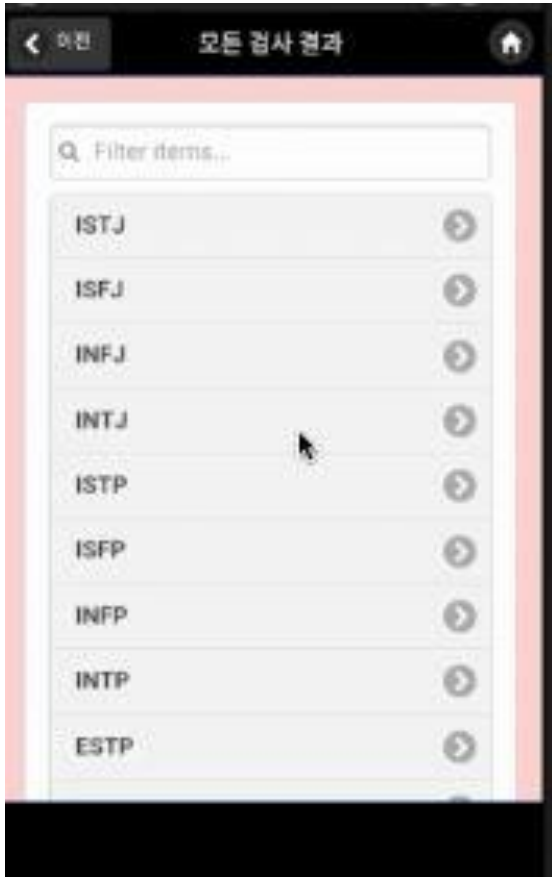 이전 모든 검사 결과
Filter items...
ISTJ
ISFJ
INFJ
INTJ
ISTP
ISFP
INFP
INTP
ESTP